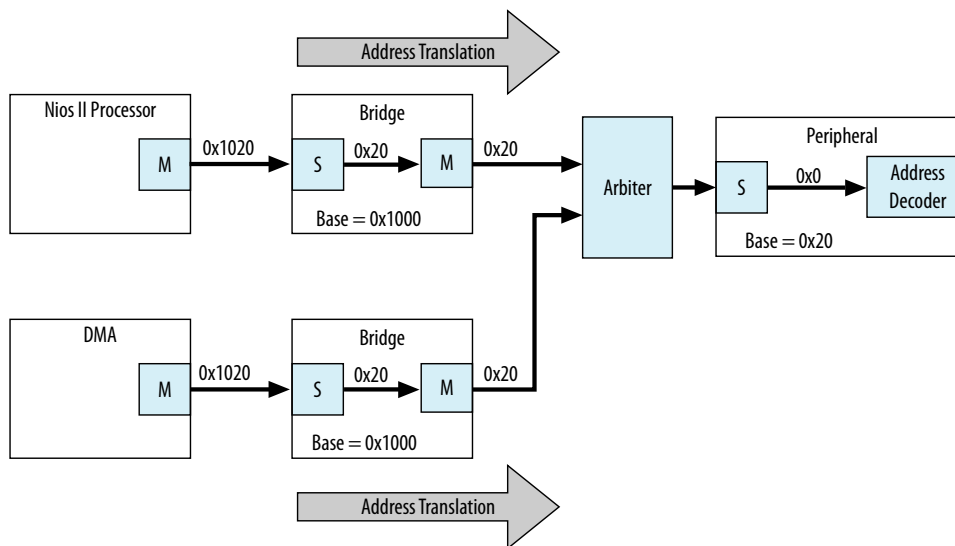 Address Translation
Nios II Processor
M
0x1020
Bridge
S
0x20
M
0x20
Base = 0x1000
Arbiter
Peripheral
S
0x0
Address
Decoder
Base = 0x20
DMA
M
0x1020
Bridge
S
0x20
M
0x20
Base = 0x1000
Address Translation